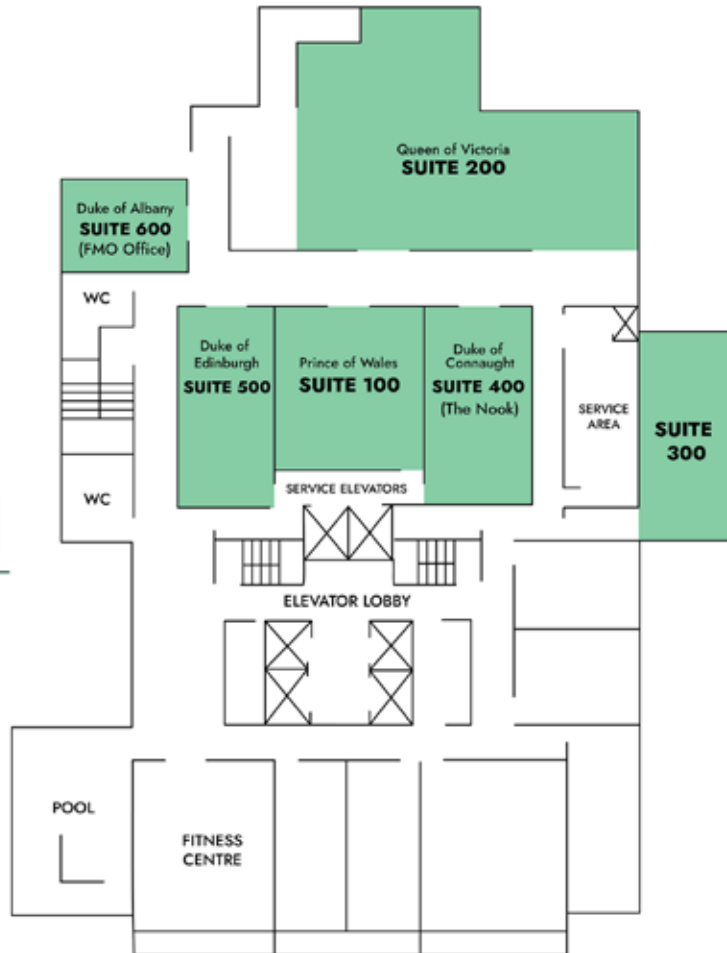 Queen of Victoria
SUITE 200
Duke of Albany
SUITE 600
(FMO Office)
WC
Duke of
Edinburgh
SUITE 500
Prince of Wales
SUITE 100
Duke of
Connaught
SUITE 400
(The Nook)
SERVICE
AREA
SUITE
300
WC
SERVICE ELEVATORS
ELEVATOR LOBBY
POOL
FITNESS
CENTRE